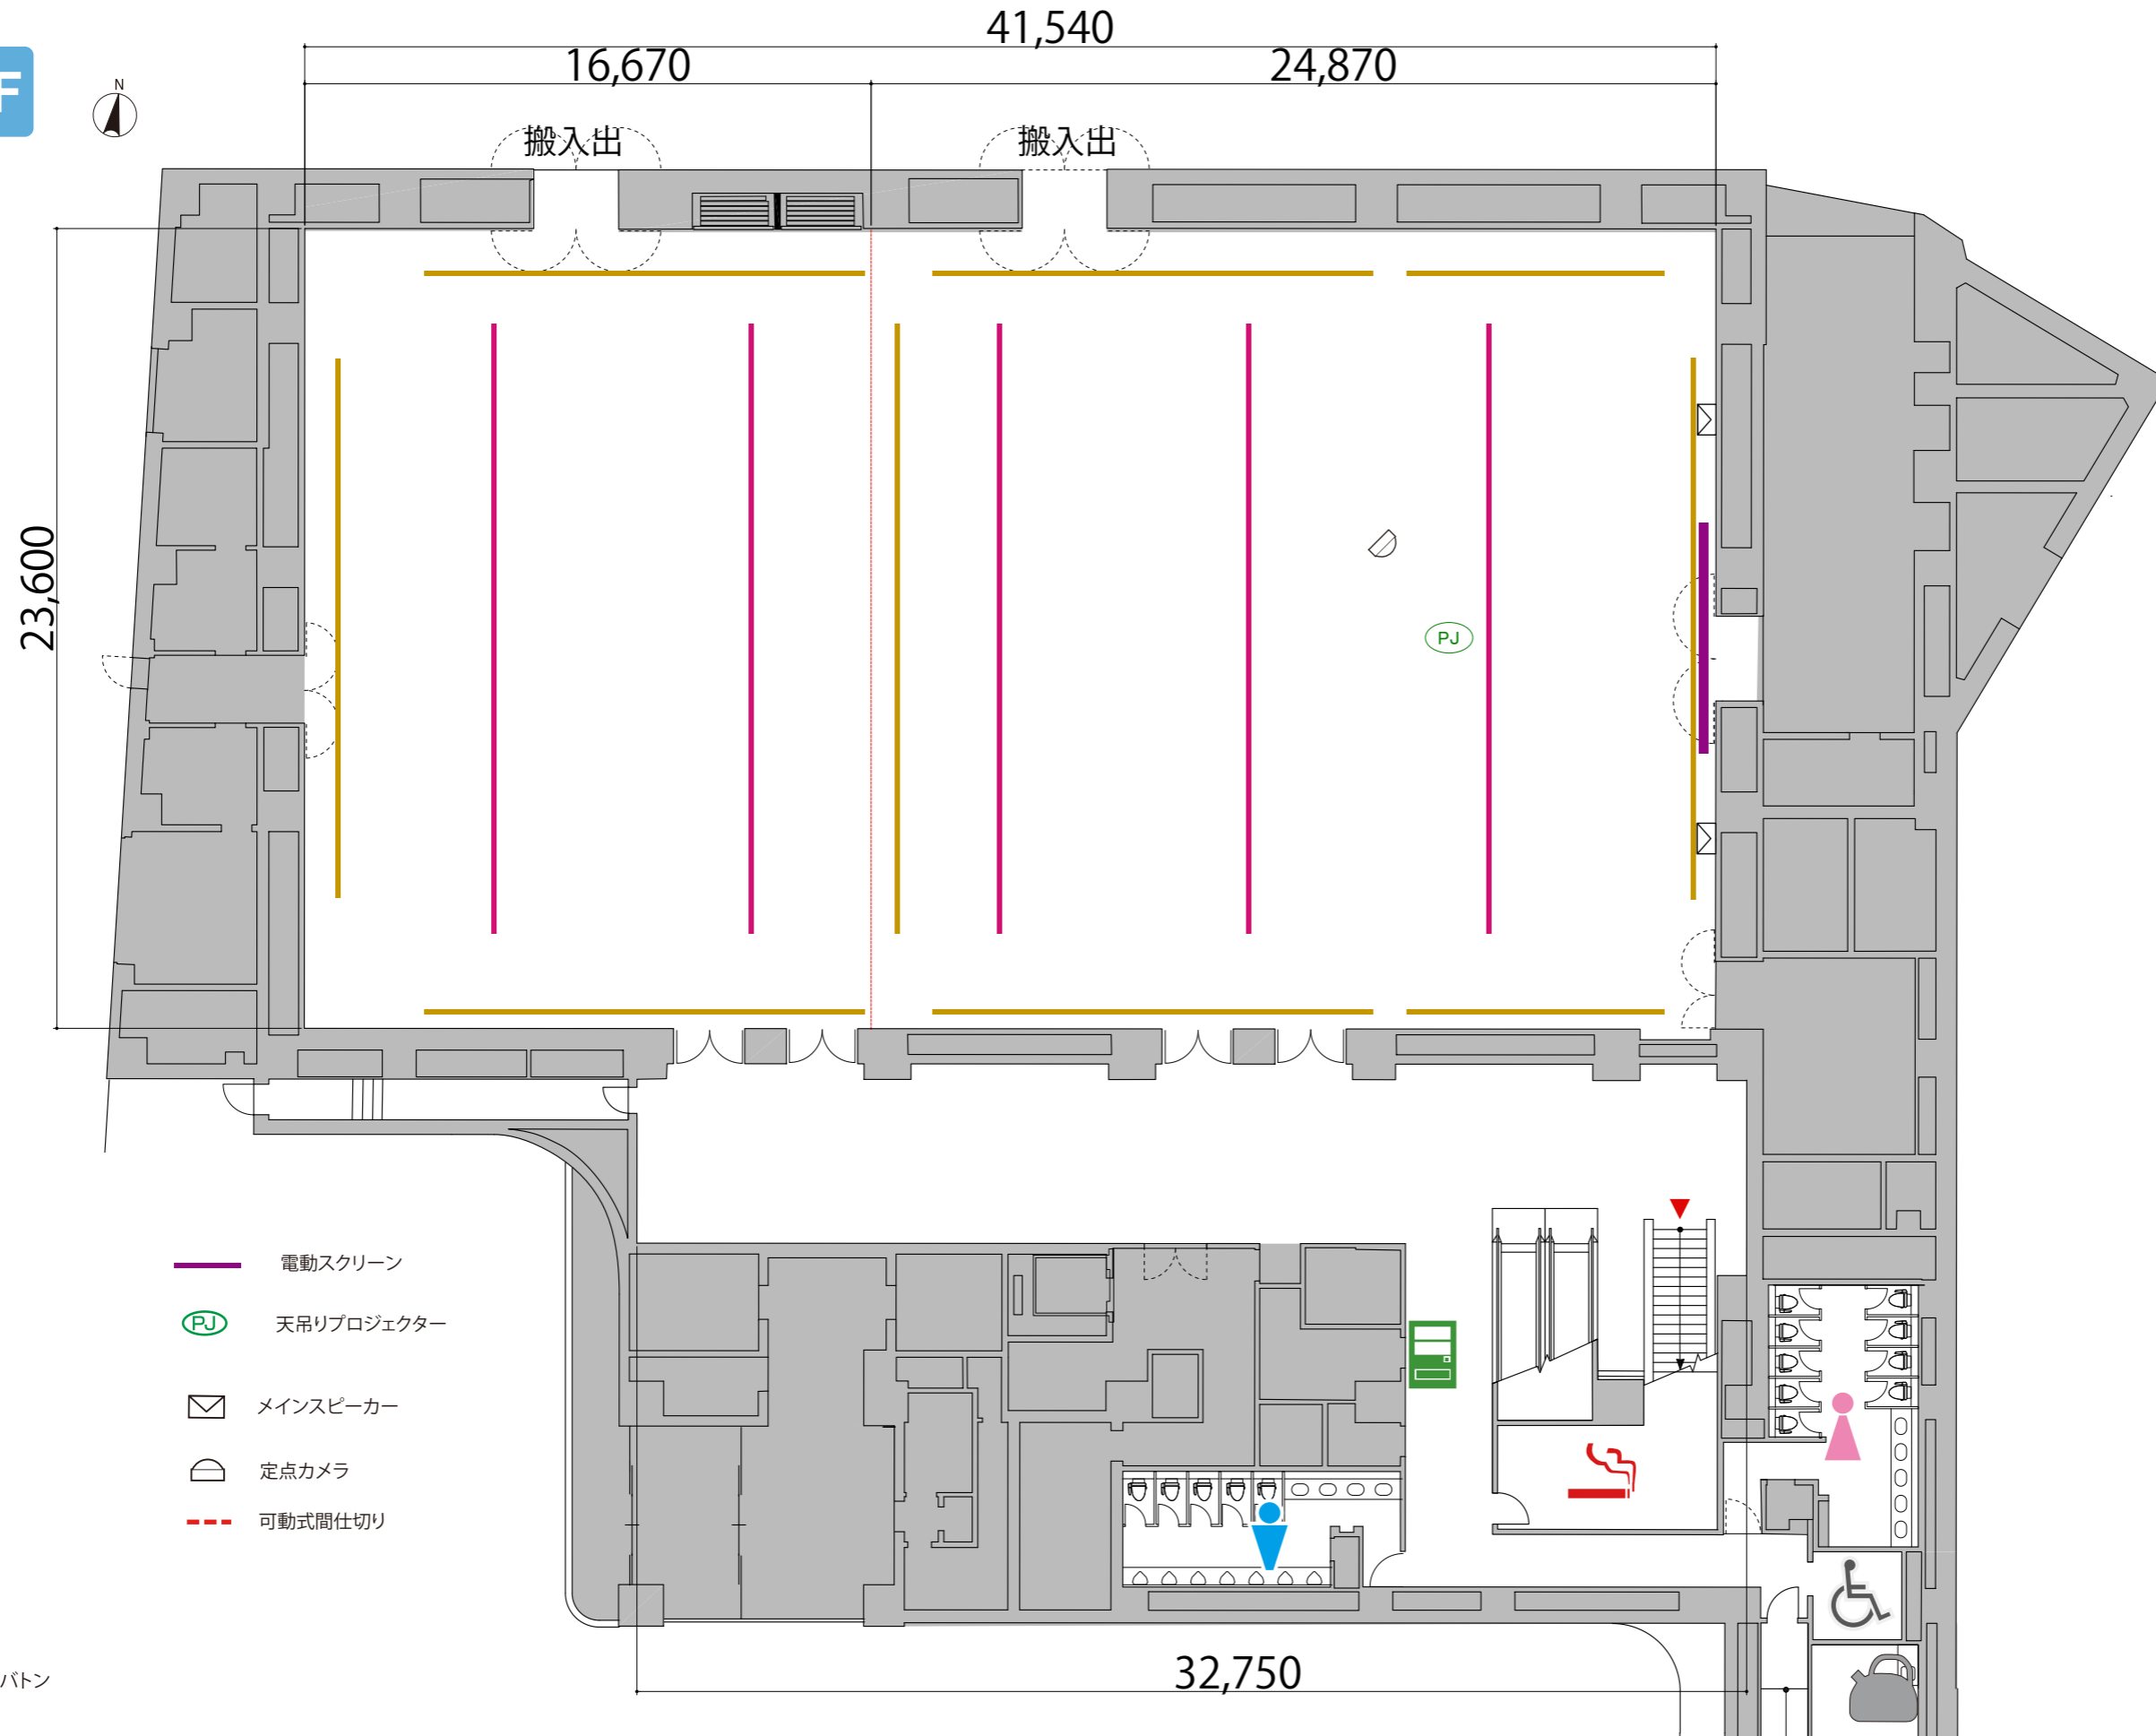 41,540
16,670
24,870
F
N
搬入出
搬入出
23,600
PJ
電動スクリーン
PJ
天吊りプロジェクター
メインスピーカー
定点カメラ
可動式間仕切り
32,750
バトン